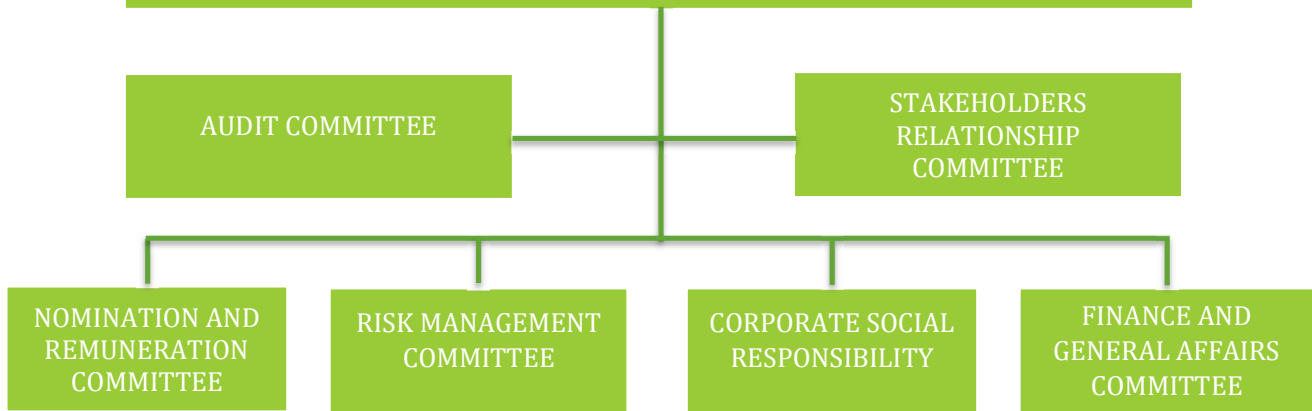 AUDIT COMMITTEE
STAKEHOLDERS
RELATIONSHIP
COMMITTEE
NOMINATION AND
REMUNERATION
COMMITTEE
RISK MANAGEMENT
COMMITTEE
CORPORATE SOCIAL
RESPONSIBILITY
FINANCE AND
GENERAL AFFAIRS
COMMITTEE